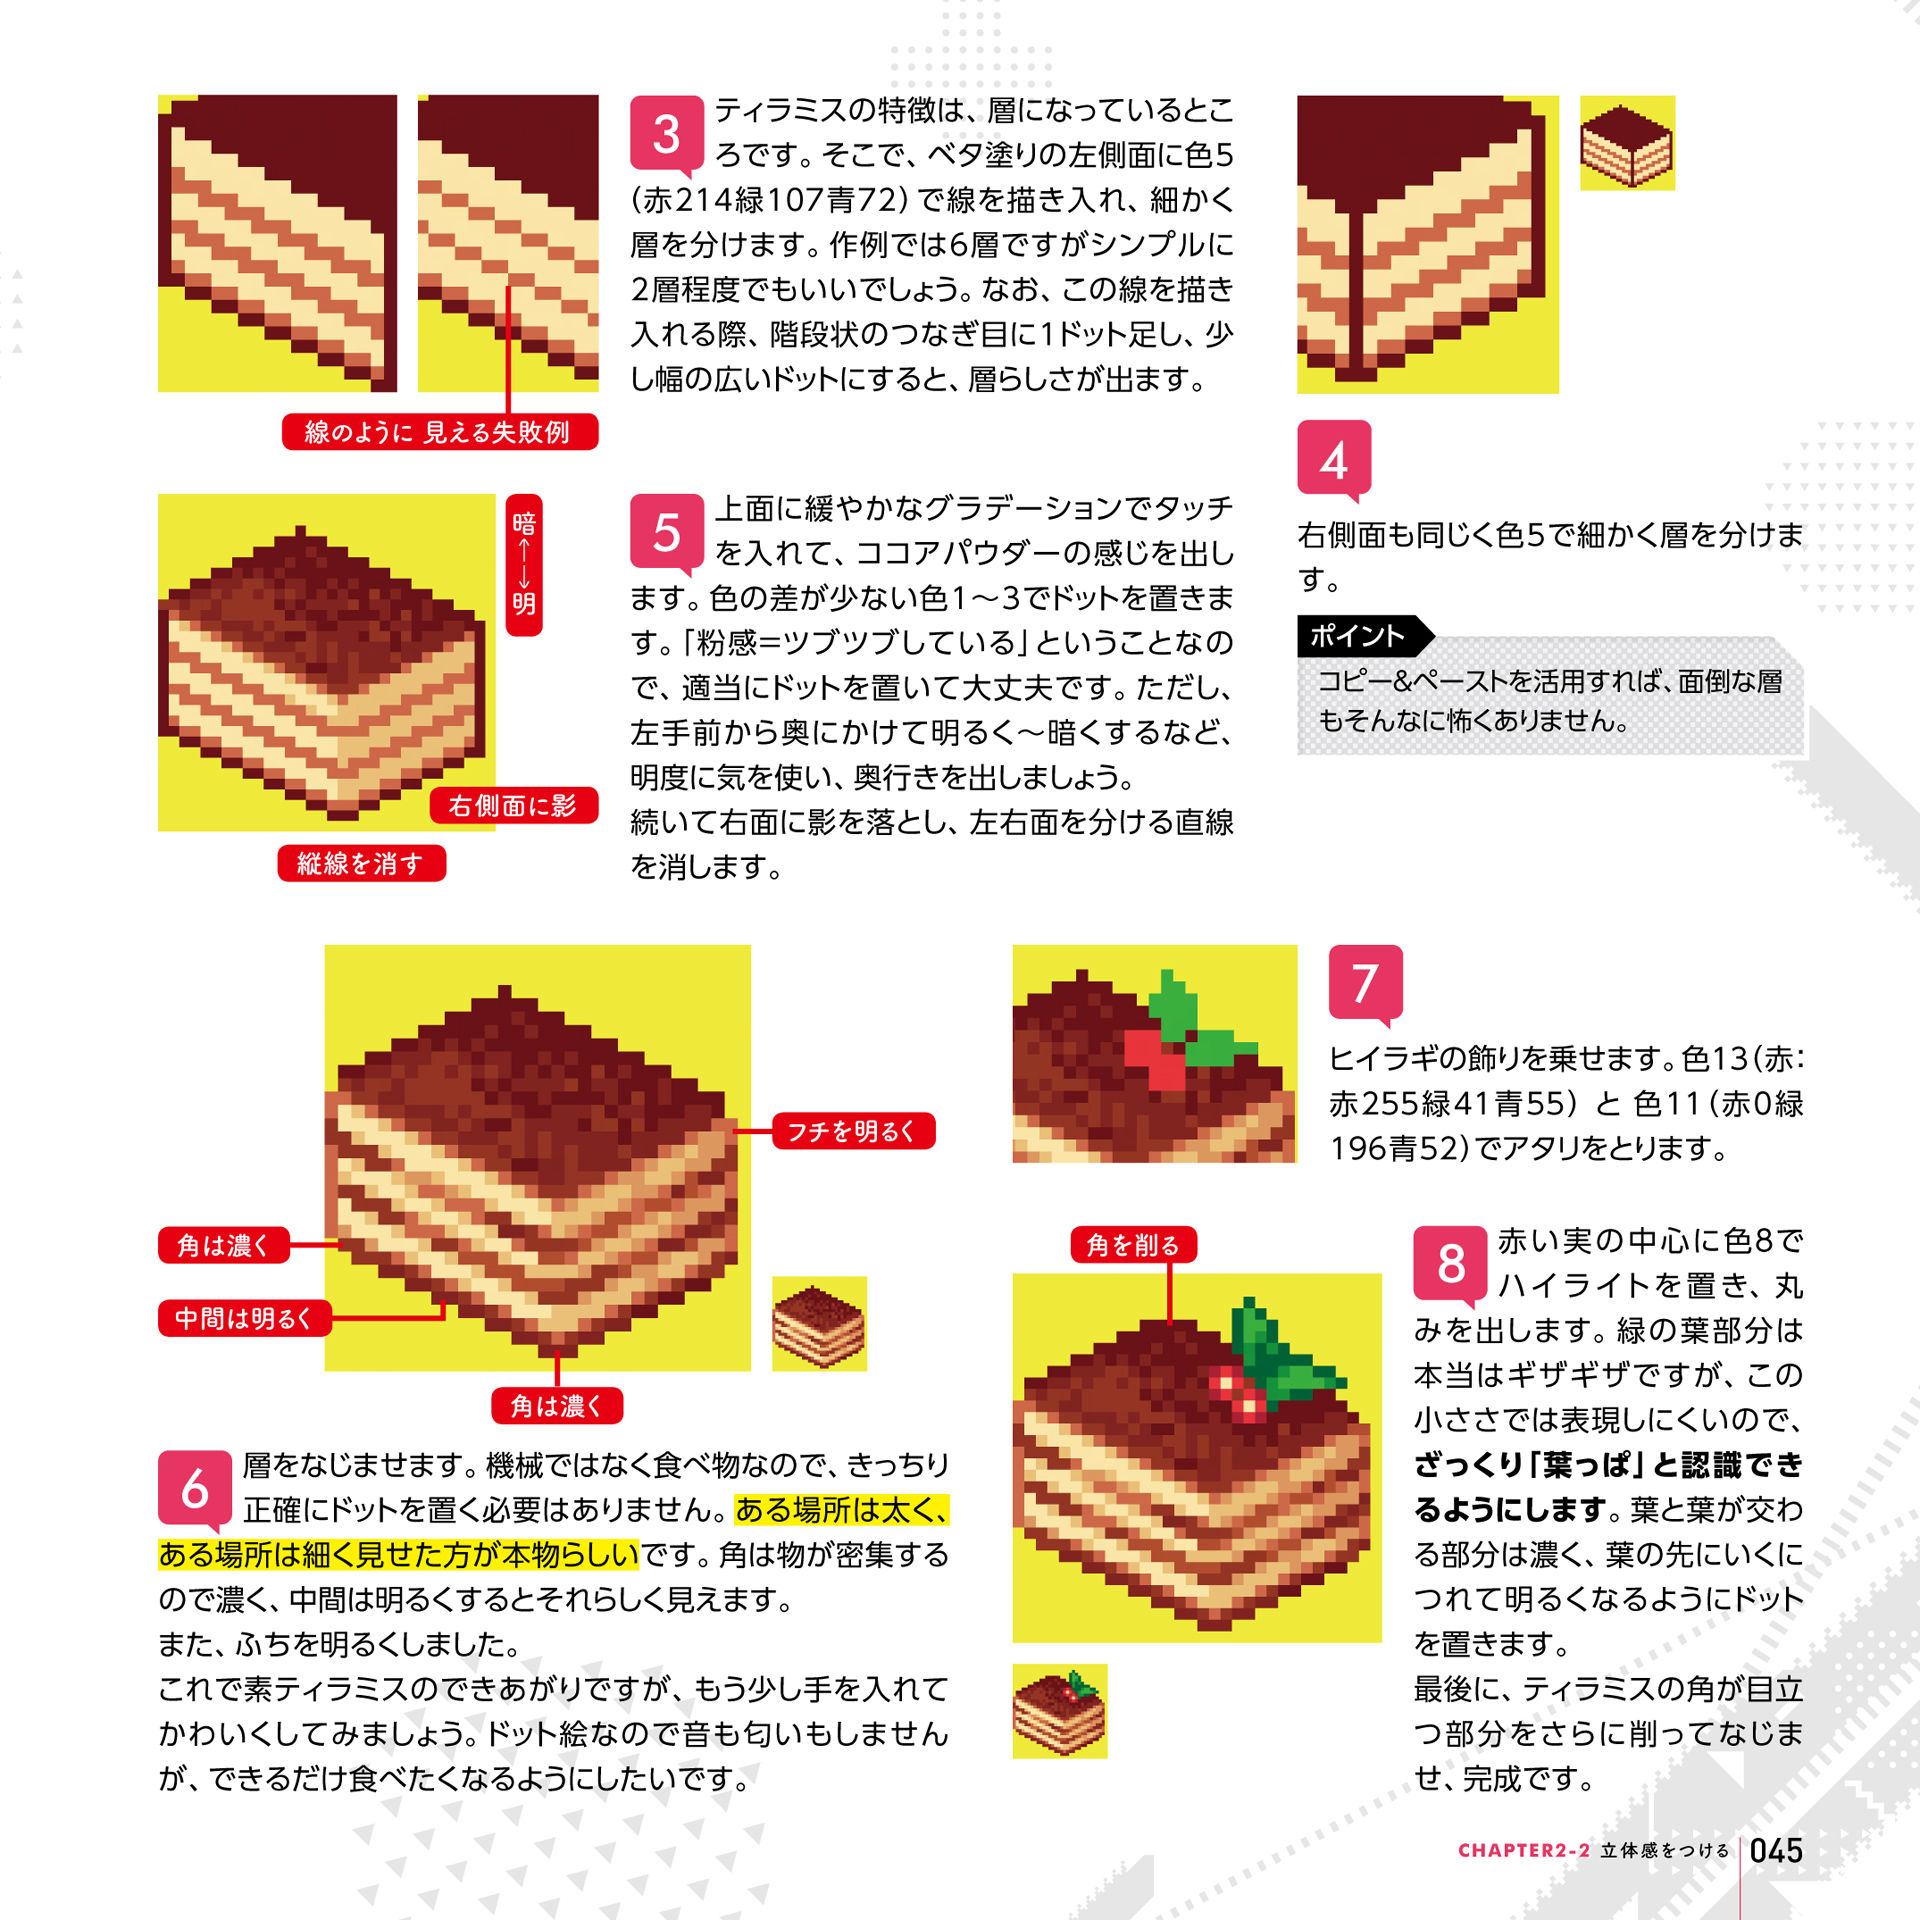 3
ティラミスの特徴は、層になっているとこ
ろです。そこで、ベタ塗りの左側面に色5
（赤214緑107青72）で線を描き入れ、細かく
層を分けます。作例では6層ですがシンプルに
2層程度でもいいでしょう。なお、この線を描き
入れる際、階段状のつなぎ目に1ドット足し、少
し幅の広いドットにすると、層らしさが出ます。
線のように 見える失敗例
4
右側面も同じく色5で細かく層を分けま
す。
ポイント
コピー&ペーストを活用すれば、面倒な層
もそんなに怖くありません。
暗
↑
↓
明
右側面に影
縦線を消す
5
上面に緩やかなグラデーションでタッチ
を入れて、ココアパウダーの感じを出し
ます。色の差が少ない色1〜3でドットを置きま
す。「粉感=ツブツブしている」ということなの
で、適当にドットを置いて大丈夫です。ただし、
左手前から奥にかけて明るく〜暗くするなど、
明度に気を使い、奥行きを出しましょう。
続いて右面に影を落とし、左右面を分ける直線
を消します。
フチを明るく
角は濃く
中間は明るく
角は濃く
6
層をなじませます。機械ではなく食べ物なので、きっちり
正確にドットを置く必要はありません。ある場所は太く、
ある場所は細く見せた方が本物らしいです。角は物が密集する
ので濃く、中間は明るくするとそれらしく見えます。
また、ふちを明るくしました。
これで素ティラミスのできあがりですが、もう少し手を入れて
かわいくしてみましょう。ドット絵なので音も匂いもしません
が、できるだけ食べたくなるようにしたいです。
7
ヒイラギの飾りを乗せます。色13（赤：
赤255緑41青55）と 色11（赤0緑
196青52）でアタリをとります。
角を削る
8
赤い実の中心に色8で
ハイライトを置き、丸
みを出します。緑の葉部分は
本当はギザギザですが、この
小ささでは表現しにくいので、
ざっくり「葉っぱ」と認識でき
るようにします。葉と葉が交わ
る部分は濃く、葉の先にいくに
つれて明るくなるようにドット
を置きます。
最後に、ティラミスの角が目立
つ部分をさらに削ってなじま
せ、完成です。
CHAPTER2-2 立体感をつける 045